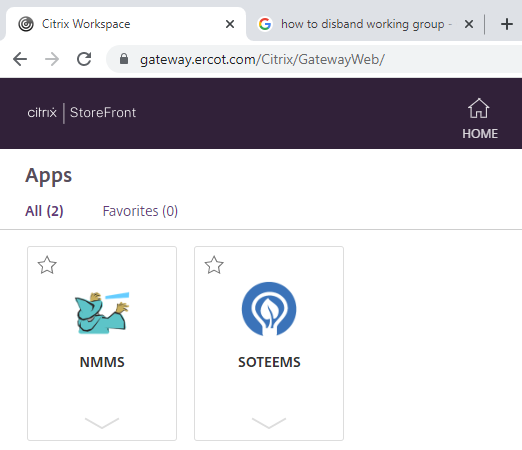 Citrix Workspace
how to disband working group -
gateway.ercot.com/Citrix/GatewayWeb/
citrix | StoreFront
HOME
Apps
All (2) Favorites (0)
NMMS SOTEEMS